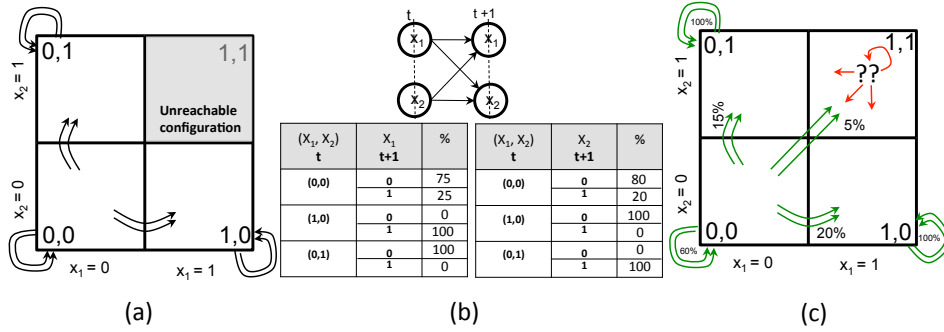 0,1
1,1
Unreachable
configuration
0,0
1,0
x₂ = 1
x₂ = 0
x₁ = 0
x₁ = 1
(a)
t
t+1
X₁
X₁
X₂
X₂
(X₁, X₂) X₁ %
t t+1
(0,0) 0 75
1 25
(1,0) 0 0
1 100
(0,1) 0 100
1 0
(X₁, X₂) X₂ %
t t+1
(0,0) 0 80
1 20
(1,0) 0 100
1 0
(0,1) 0 0
1 100
(b)
100%
0,1
1,1
??
15%
5%
0,0
60%
20%
1,0
100%
x₂ = 1
x₂ = 0
x₁ = 0
x₁ = 1
(c)